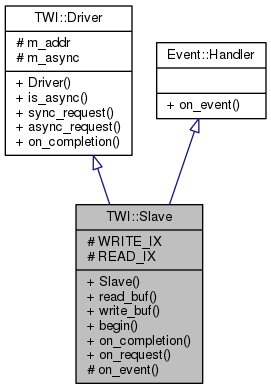 TWI::Driver
# m_addr
# m_async
+ Driver()
+ is_async()
+ sync_request()
+ async_request()
+ on_completion()
Event::Handler
+ on_event()
TWI::Slave
# WRITE_IX
# READ_IX
+ Slave()
+ read_buf()
+ write_buf()
+ begin()
+ on_completion()
+ on_request()
# on_event()